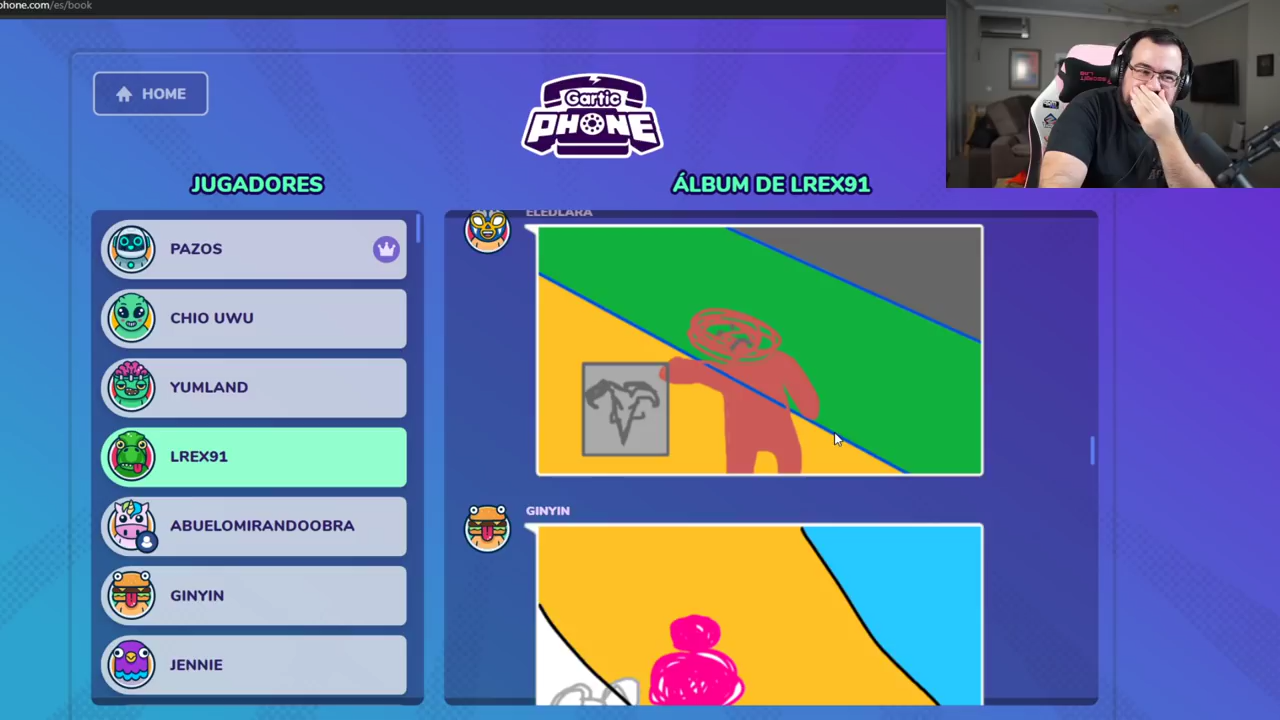 phone.com/es/book
HOME
Gartic
PHONE
JUGADORES
ÁLBUM DE LREX91
PAZOS
CHIO UWU
YUMLAND
LREX91
ABUELOMIRANDOOBRA
GINYIN
JENNIE
ELEDLARA
GINYIN